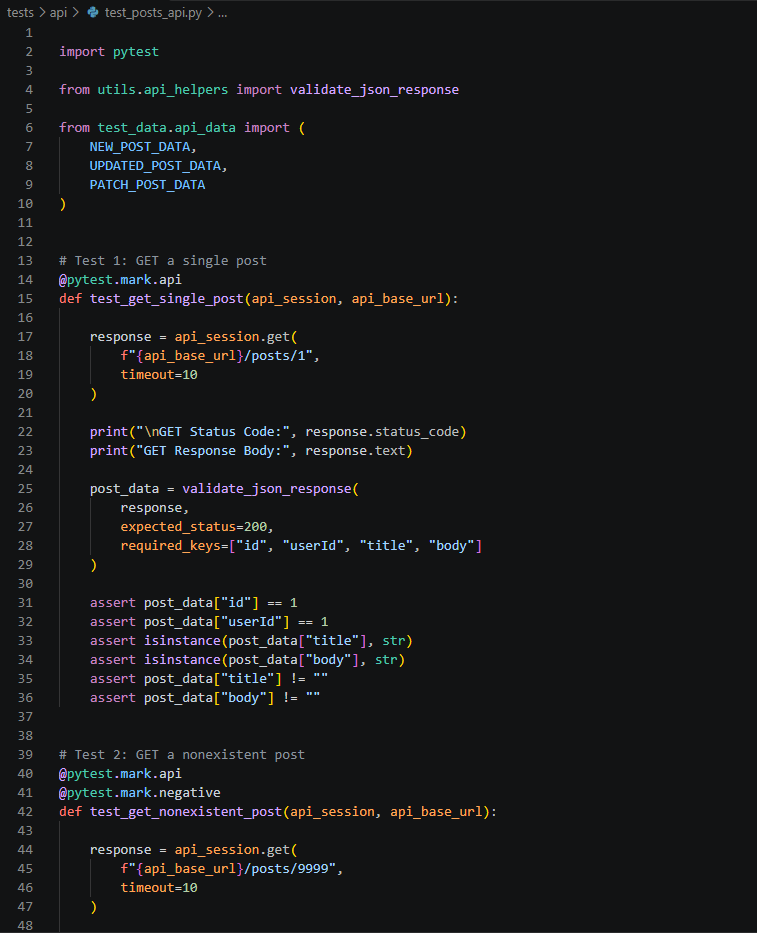 tests > api > test_posts_api.py > ...
1
2 import pytest
3
4 from utils.api_helpers import validate_json_response
5
6 from test_data.api_data import (
7     NEW_POST_DATA,
8     UPDATED_POST_DATA,
9     PATCH_POST_DATA
10 )
11
12
13 # Test 1: GET a single post
14 @pytest.mark.api
15 def test_get_single_post(api_session, api_base_url):
16
17     response = api_session.get(
18         f"{api_base_url}/posts/1",
19         timeout=10
20     )
21
22     print("\nGET Status Code:", response.status_code)
23     print("GET Response Body:", response.text)
24
25     post_data = validate_json_response(
26         response,
27         expected_status=200,
28         required_keys=["id", "userId", "title", "body"]
29     )
30
31     assert post_data["id"] == 1
32     assert post_data["userId"] == 1
33     assert isinstance(post_data["title"], str)
34     assert isinstance(post_data["body"], str)
35     assert post_data["title"] != ""
36     assert post_data["body"] != ""
37
38
39 # Test 2: GET a nonexistent post
40 @pytest.mark.api
41 @pytest.mark.negative
42 def test_get_nonexistent_post(api_session, api_base_url):
43
44     response = api_session.get(
45         f"{api_base_url}/posts/9999",
46         timeout=10
47     )
48